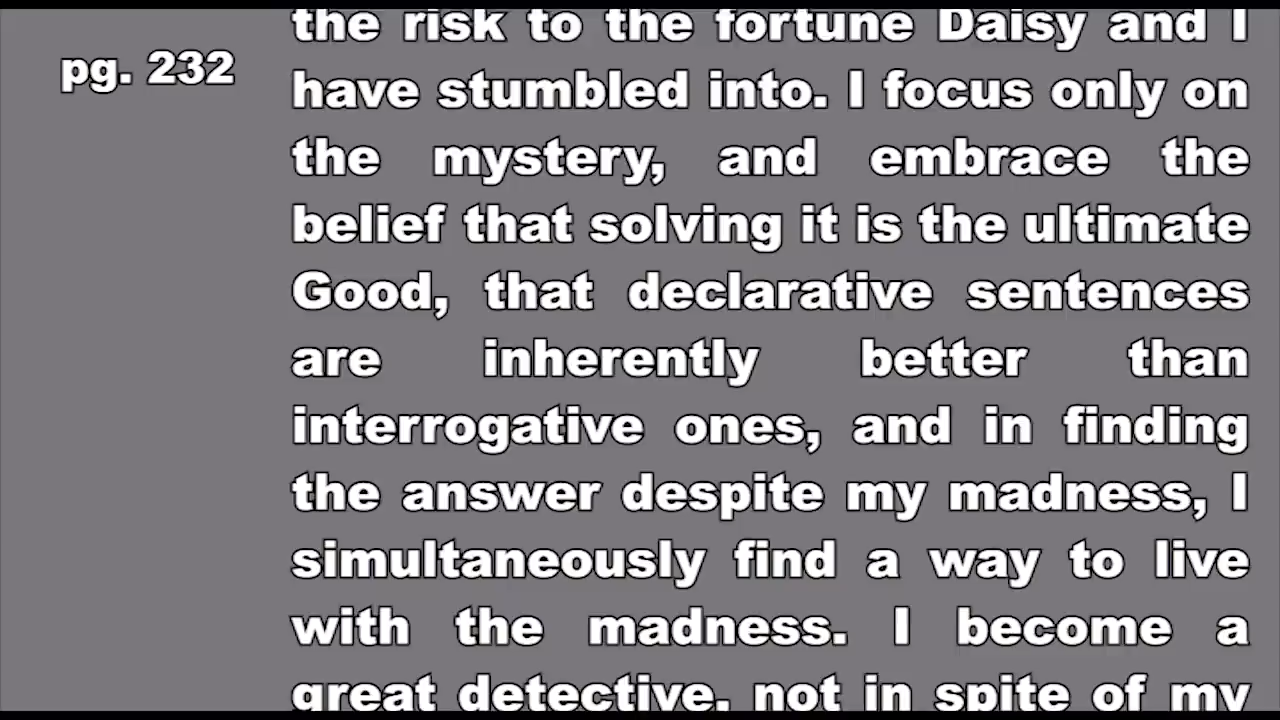 pg. 232
the risk to the fortune Daisy and I
have stumbled into. I focus only on
the mystery, and embrace the
belief that solving it is the ultimate
Good, that declarative sentences
are inherently better than
interrogative ones, and in finding
the answer despite my madness, I
simultaneously find a way to live
with the madness. I become a
great detective, not in spite of my